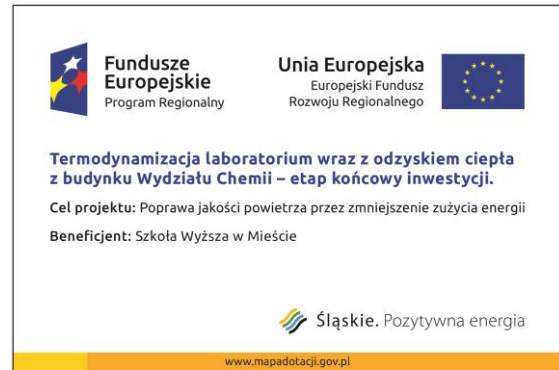 Fundusze
Europejskie
Program Regionalny
Unia Europejska
Europejski Fundusz
Rozwoju Regionalnego
Termodynamizacja laboratorium wraz z odzyskiem ciepła
z budynku Wydziału Chemii – etap końcowy inwestycji.
Cel projektu: Poprawa jakości powietrza przez zmniejszenie zużycia energii
Beneficjent: Szkoła Wyższa w Mieście
Śląskie. Pozytywna energia
www.mapadotacji.gov.pl